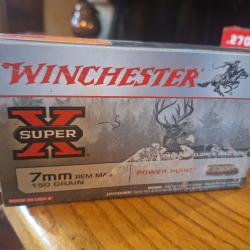 .270
WINCHESTER
SUPER
X
-5
7mm REM MAG
150 GRAIN
POWER POINT